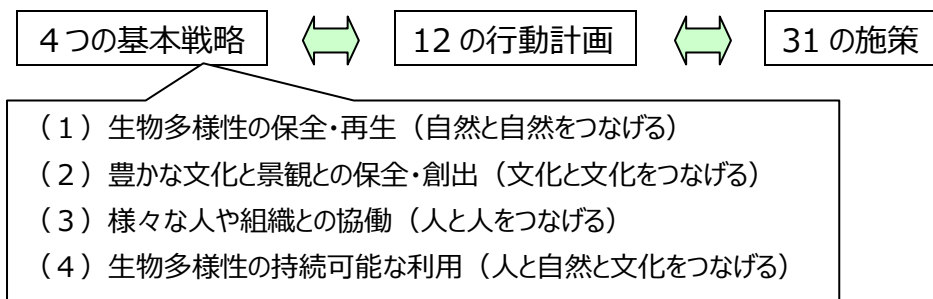 4つの基本戦略 12の行動計画 31の施策
(1)生物多様性の保全・再生(自然と自然をつなげる)
(2)豊かな文化と景観との保全・創出(文化と文化をつなげる)
(3)様々な人や組織との協働(人と人をつなげる)
(4)生物多様性の持続可能な利用(人と自然と文化をつなげる)